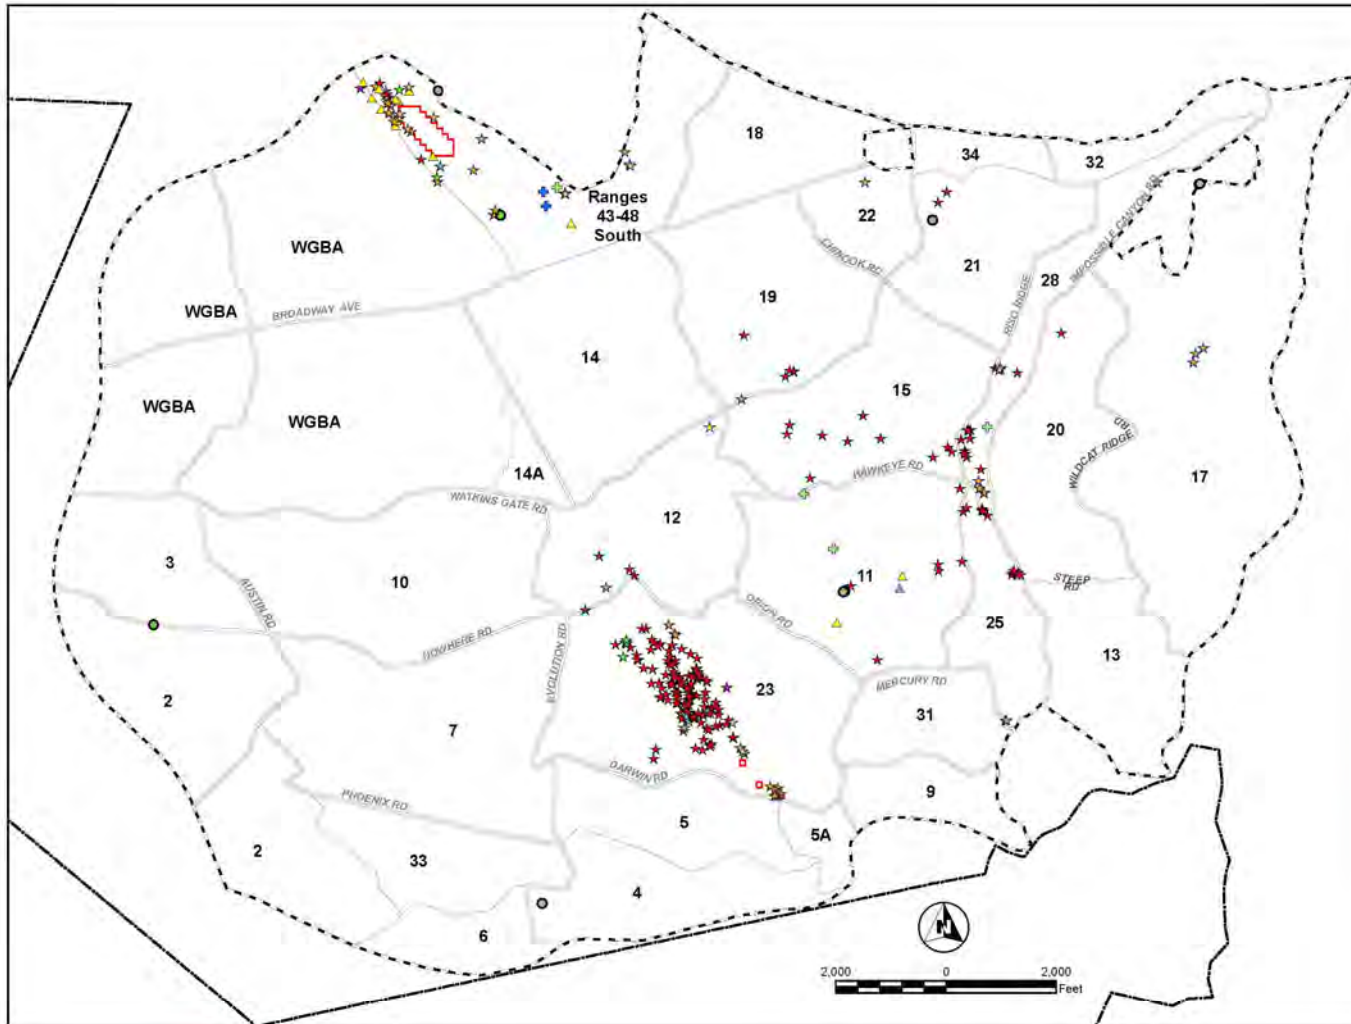 18
34
32
Ranges
43-48
South
22
IMPOSSIBLE CANYON RD
WGBA
CHINOOK RD
21
28
WGBA
BROADWAY AVE
19
RISO RIDGE
14
WGBA
WGBA
15
20
WILDCAT RIDGE
RD
17
14A
HAWKEYE RD
WATKINS GATE RD
12
3
10
AUSTIN RD
11
STEEP
RD
ORION RD
25
NOWHERE RD
EVOLUTION RD
13
2
23
MERCURY RD
31
7
DARWIN RD
PHOENIX RD
9
5
5A
2
33
4
6
N
2,000
0
2,000
Feet